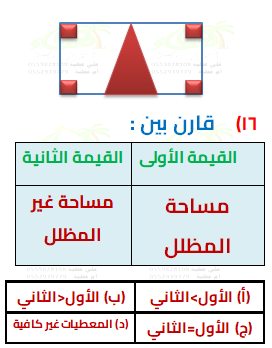 ١٦) قارن بين :
القيمة الأولى
القيمة الثانية
مساحة المظلل
مساحة غير المظلل
(أ) الأول>الثاني
(ب) الأول<الثاني
(ج) الأول=الثاني
(د) المعطيات غير كافية